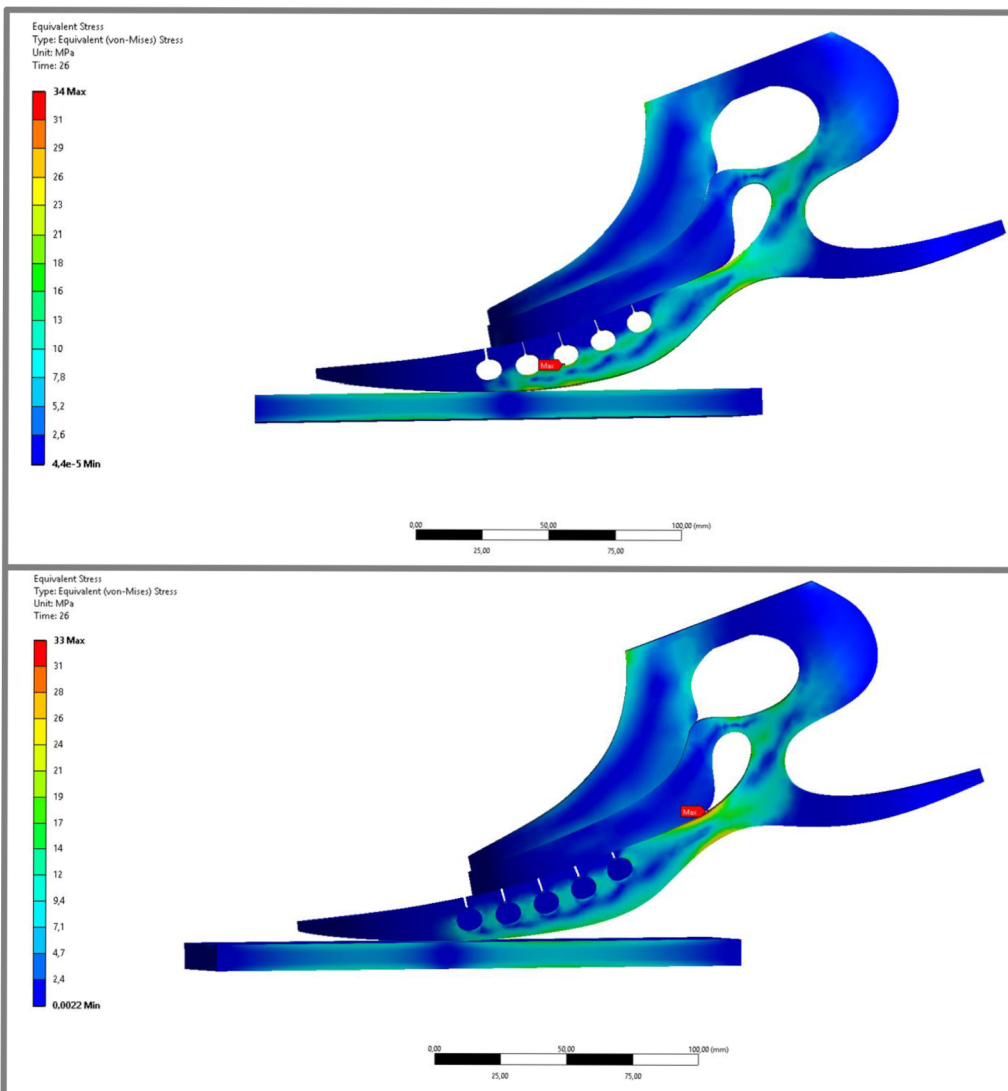 Equivalent Stress
Type: Equivalent (von-Mises) Stress
Unit: MPa
Time: 26
34 Max
31
29
26
23
21
18
16
13
10
7,8
5,2
2,6
4,4e-5 Min
Max
0,00 50,00 100,00 (mm)
25,00 75,00
Equivalent Stress
Type: Equivalent (von-Mises) Stress
Unit: MPa
Time: 26
33 Max
31
28
26
24
21
19
17
14
12
9,4
7,1
4,7
2,4
0,0022 Min
Max
0,00 50,00 100,00 (mm)
25,00 75,00